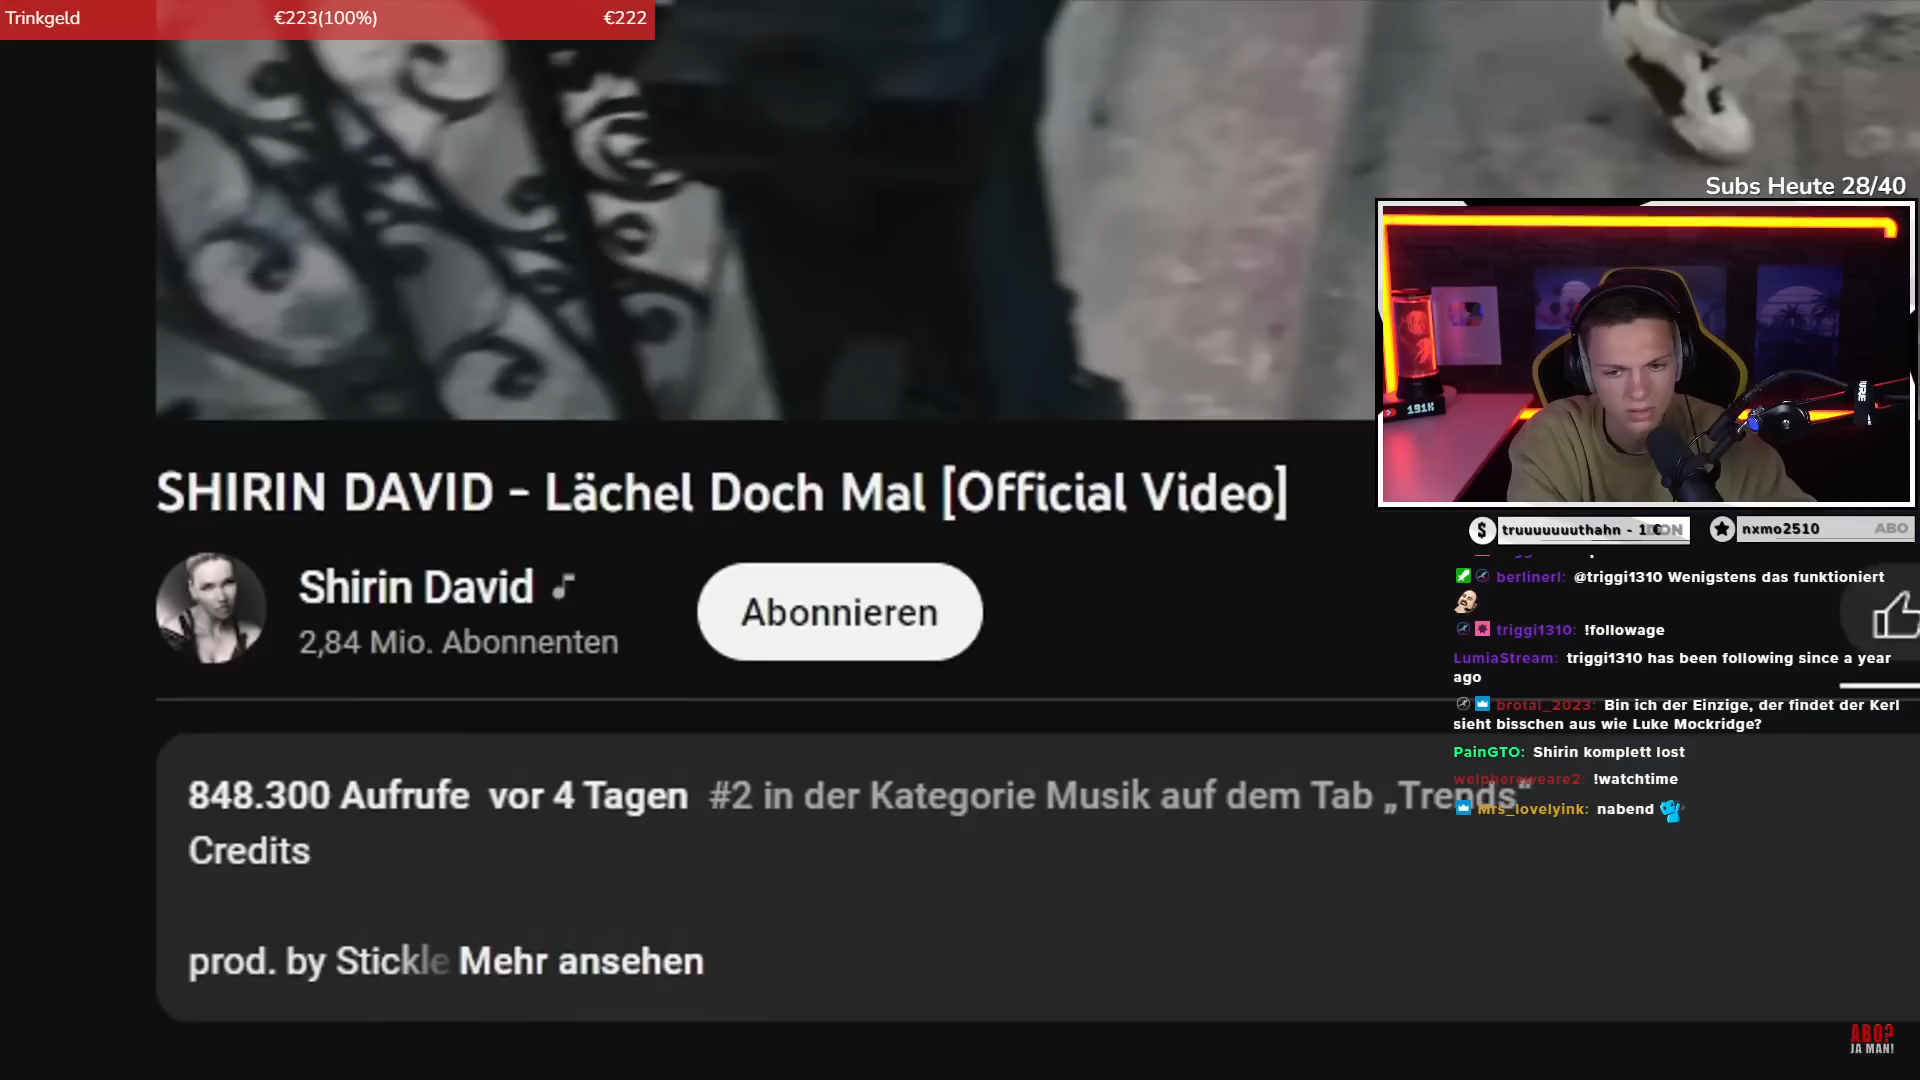 Trinkgeld €223(100%) €222
Subs Heute 28/40
191K
SHIRIN DAVID - Lächel Doch Mal [Official Video]
Shirin David
2,84 Mio. Abonnenten
Abonnieren
848.300 Aufrufe vor 4 Tagen #2 in der Kategorie Musik auf dem Tab „Trends“
Credits
prod. by Stickle Mehr ansehen
$ truuuuuuuthahn - 1 €
nxmo2510 ABO
berlinerl: @triggi1310 Wenigstens das funktioniert
triggi1310: !followage
LumiaStream: triggi1310 has been following since a year
ago
brotal_2023: Bin ich der Einzige, der findet der Kerl
sieht bisschen aus wie Luke Mockridge?
PainGTO: Shirin komplett lost
!watchtime
Mrs_lovelyink: nabend
ABO?
JA MAN!